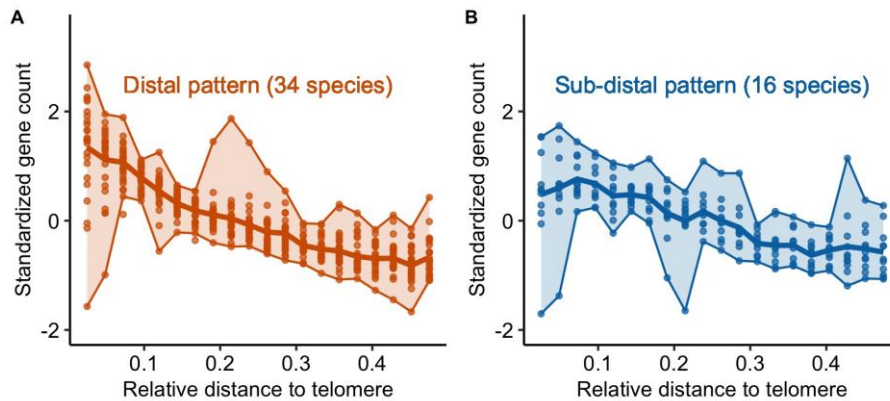 A
Distal pattern (34 species)
Standardized gene count
2
0
-2
0.1 0.2 0.3 0.4
Relative distance to telomere
B
Sub-distal pattern (16 species)
Standardized gene count
2
0
-2
0.1 0.2 0.3 0.4
Relative distance to telomere